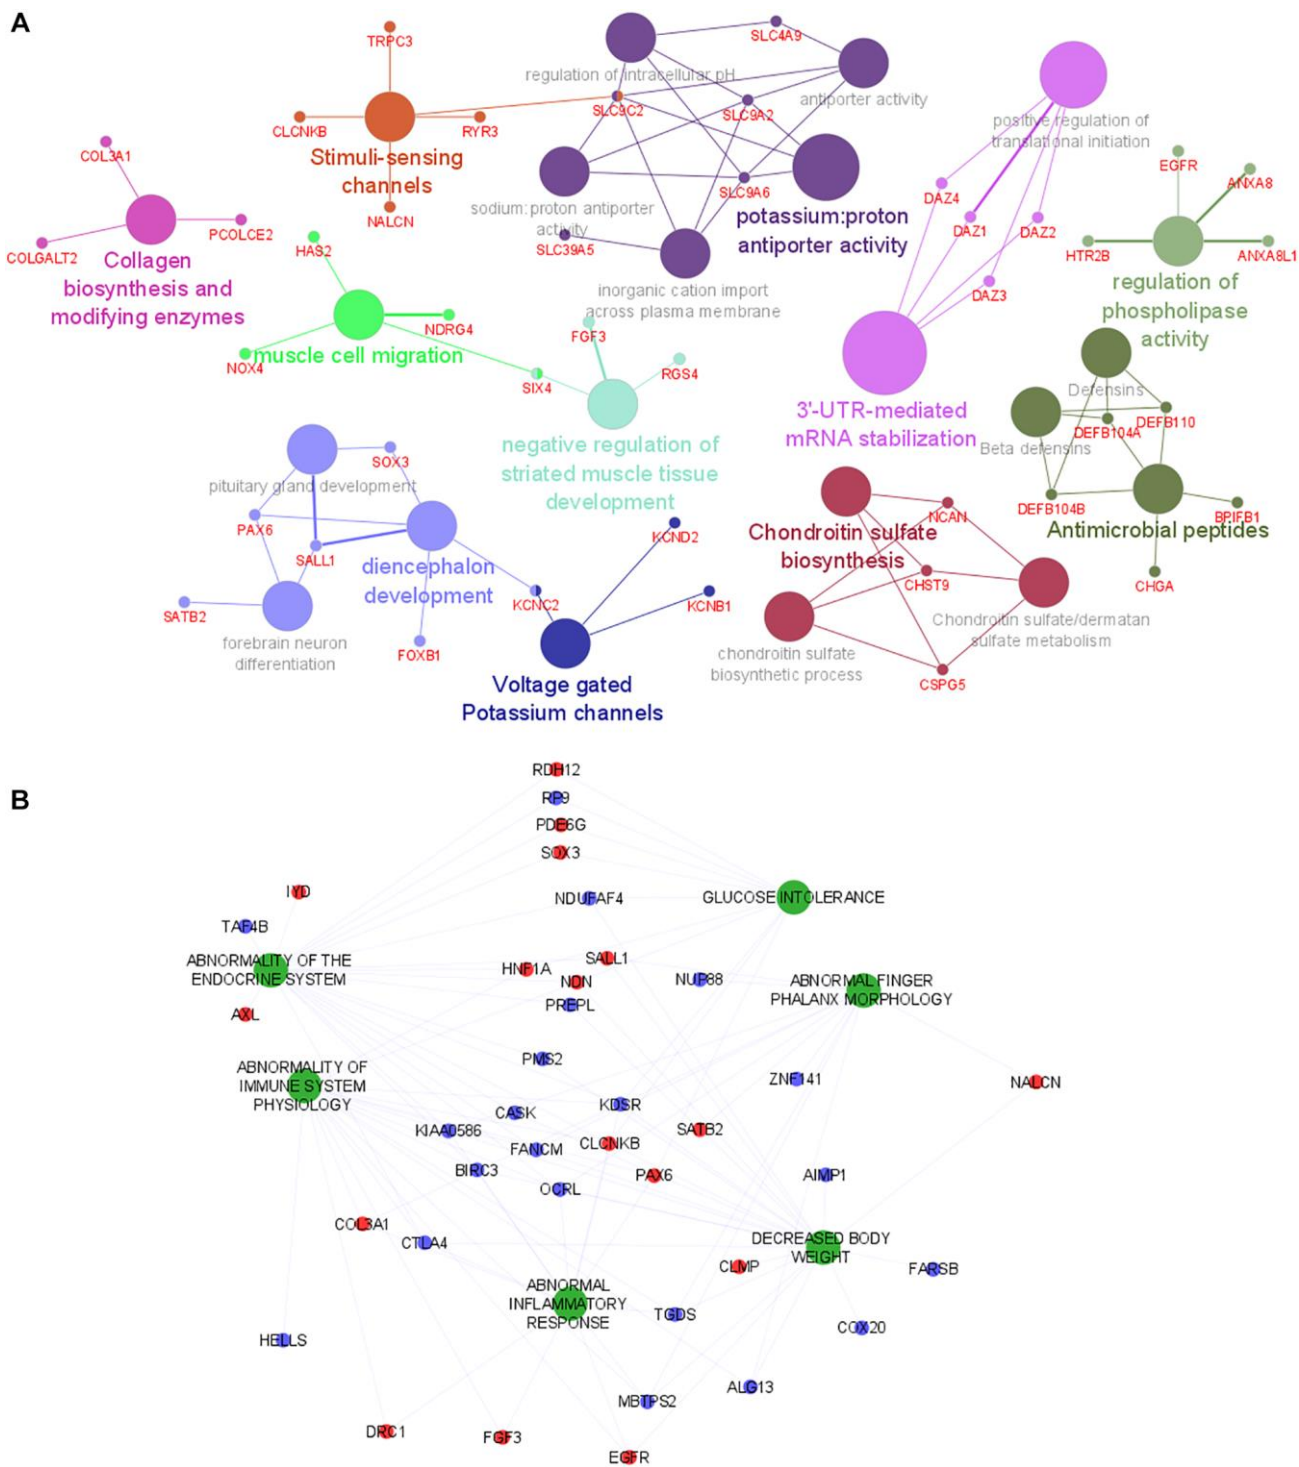 A
TRPC3
SLC4A9
regulation of intracellular pH
antiporter activity
SLC9C2
SLC9A2
CLCNKB
RYR3
Stimuli-sensing
channels
NALCN
positive regulation of
translational initiation
EGFR
ANXA8
COL3A1
PCOLCE2
COLGALT2
Collagen
biosynthesis and
modifying enzymes
SLC9A6
sodium:proton antiporter
activity
SLC39A5
potassium:proton
antiporter activity
inorganic cation import
across plasma membrane
DAZ4
DAZ1
DAZ2
DAZ3
HTR2B
ANXA8L1
regulation of
phospholipase
activity
HAS2
NDRG4
NOX4
muscle cell migration
FGF3
RGS4
SIX4
negative regulation of
striated muscle tissue
development
3'-UTR-mediated
mRNA stabilization
Defensins
DEFB110
DEFB104A
Beta defensins
DEFB104B
BPIFB1
Antimicrobial peptides
CHGA
SOX3
pituitary gland development
PAX6
SALL1
diencephalon
development
SATB2
forebrain neuron
differentiation
FOXB1
KCND2
KCNC2
KCNB1
Voltage gated
Potassium channels
NCAN
Chondroitin sulfate
biosynthesis
CHST9
Chondroitin sulfate/dermatan
sulfate metabolism
chondroitin sulfate
biosynthetic process
CSPG5
B
RDH12
RP9
PDE6G
SOX3
IYD
NDUFAF4
GLUCOSE INTOLERANCE
TAF4B
ABNORMALITY OF THE
ENDOCRINE SYSTEM
HNF1A
SALL1
NDN
NUP88
ABNORMAL FINGER
PHALANX MORPHOLOGY
PREPL
AXL
PMS2
ABNORMALITY OF
IMMUNE SYSTEM
PHYSIOLOGY
ZNF141
NALCN
CASK
KDSR
KIAA0586
SATB2
FANCM
CLCNKB
BIRC3
PAX6
AIMP1
OCRL
COL3A1
CTLA4
DECREASED BODY
WEIGHT
CLMP
FARSB
ABNORMAL
INFLAMMATORY
RESPONSE
TGDS
COX20
HELLS
ALG13
MBTPS2
DRC1
FGF3
EGFR